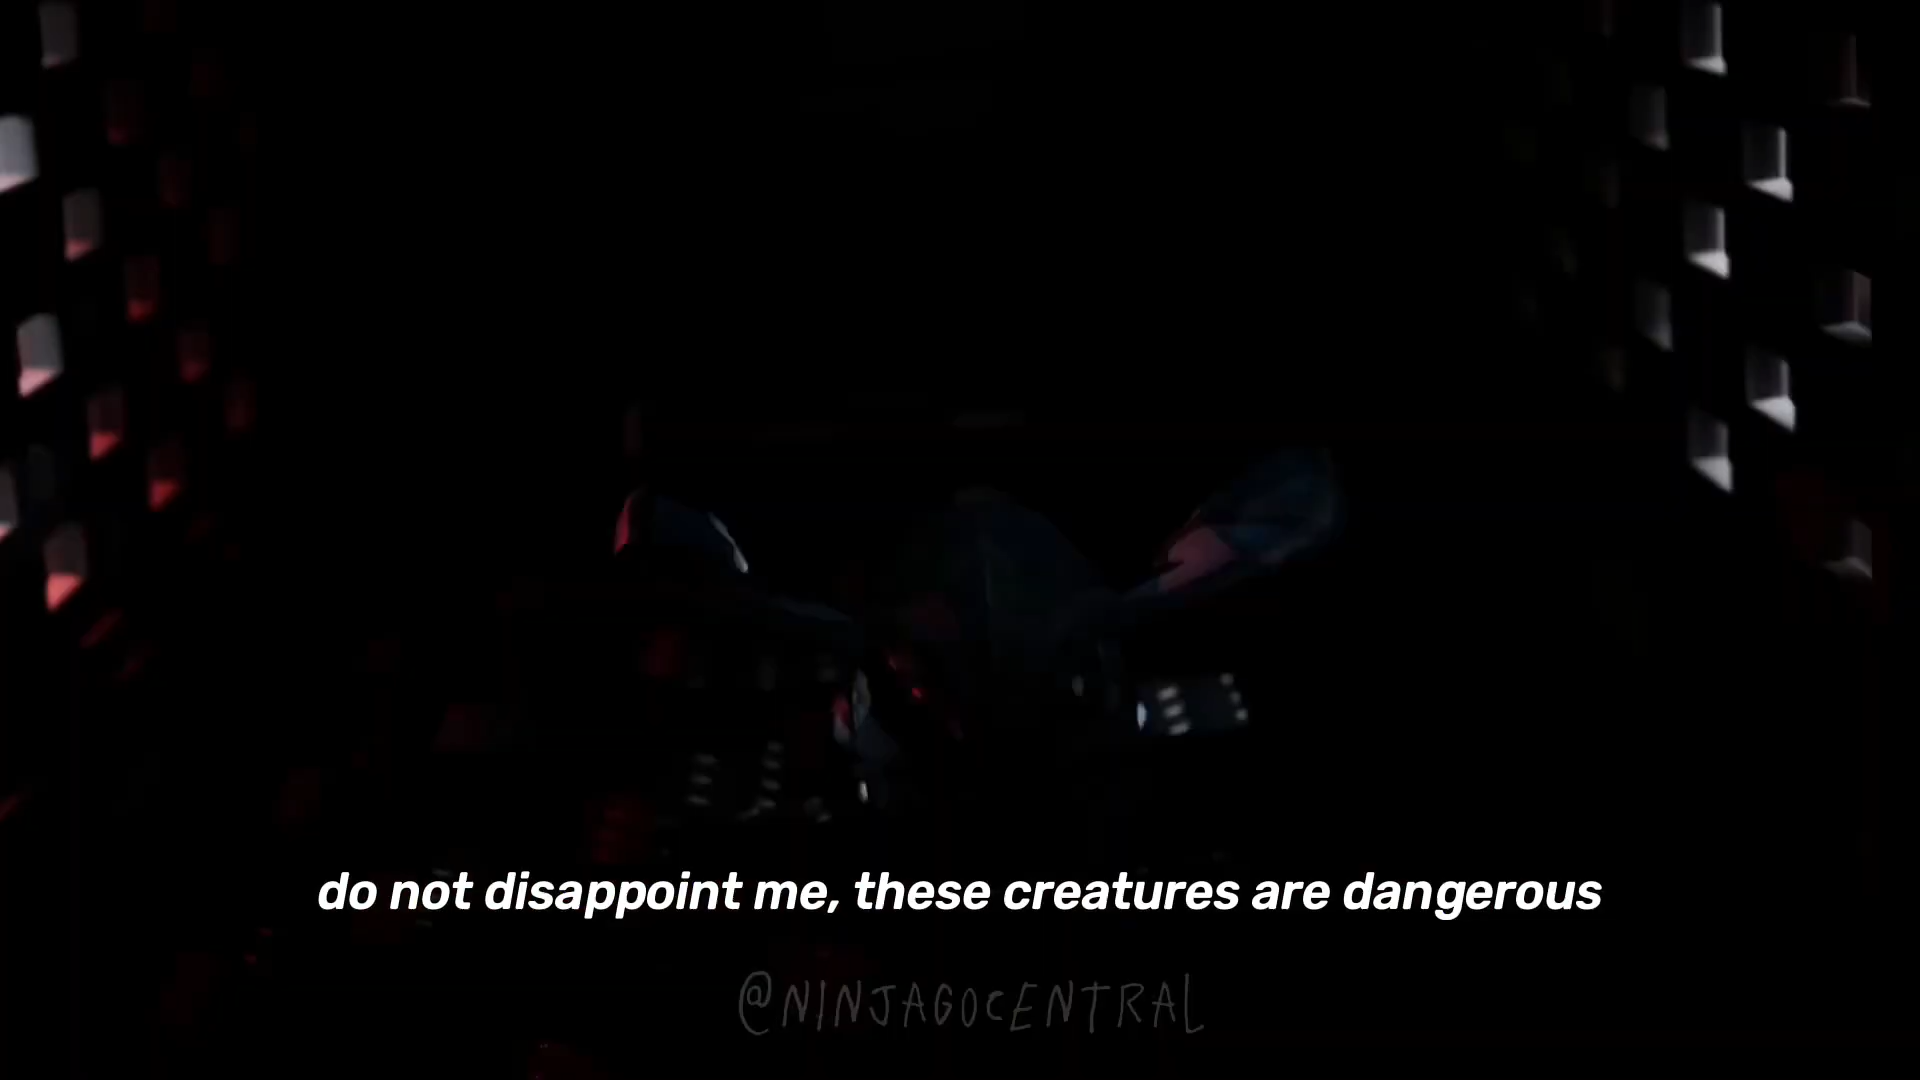 do not disappoint me, these creatures are dangerous
@NINJAGOCENTRAL